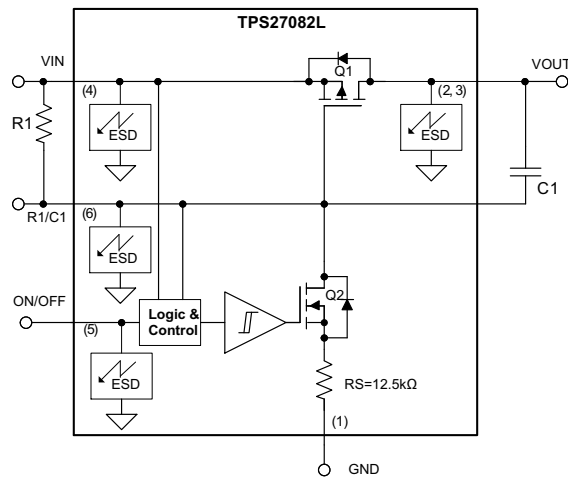 TPS27082L
VIN
Q1
VOUT
(4)
(2, 3)
R1
ESD
ESD
C1
R1/C1
(6)
ESD
ON/OFF
Q2
(5)
Logic &
Control
ESD
RS=12.5kΩ
(1)
GND